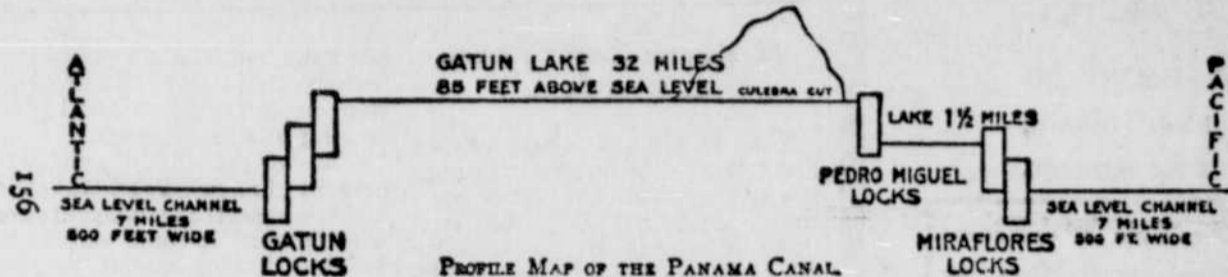 ATLANTIC
GATUN LAKE 32 MILES
85 FEET ABOVE SEA LEVEL
CULEBRA CUT
LAKE 1½ MILES
PACIFIC
156
SEA LEVEL CHANNEL
7 MILES
500 FEET WIDE
GATUN
LOCKS
PEDRO MIGUEL
LOCKS
MIRAFLORES
LOCKS
SEA LEVEL CHANNEL
7 MILES
500 FT. WIDE
PROFILE MAP OF THE PANAMA CANAL.